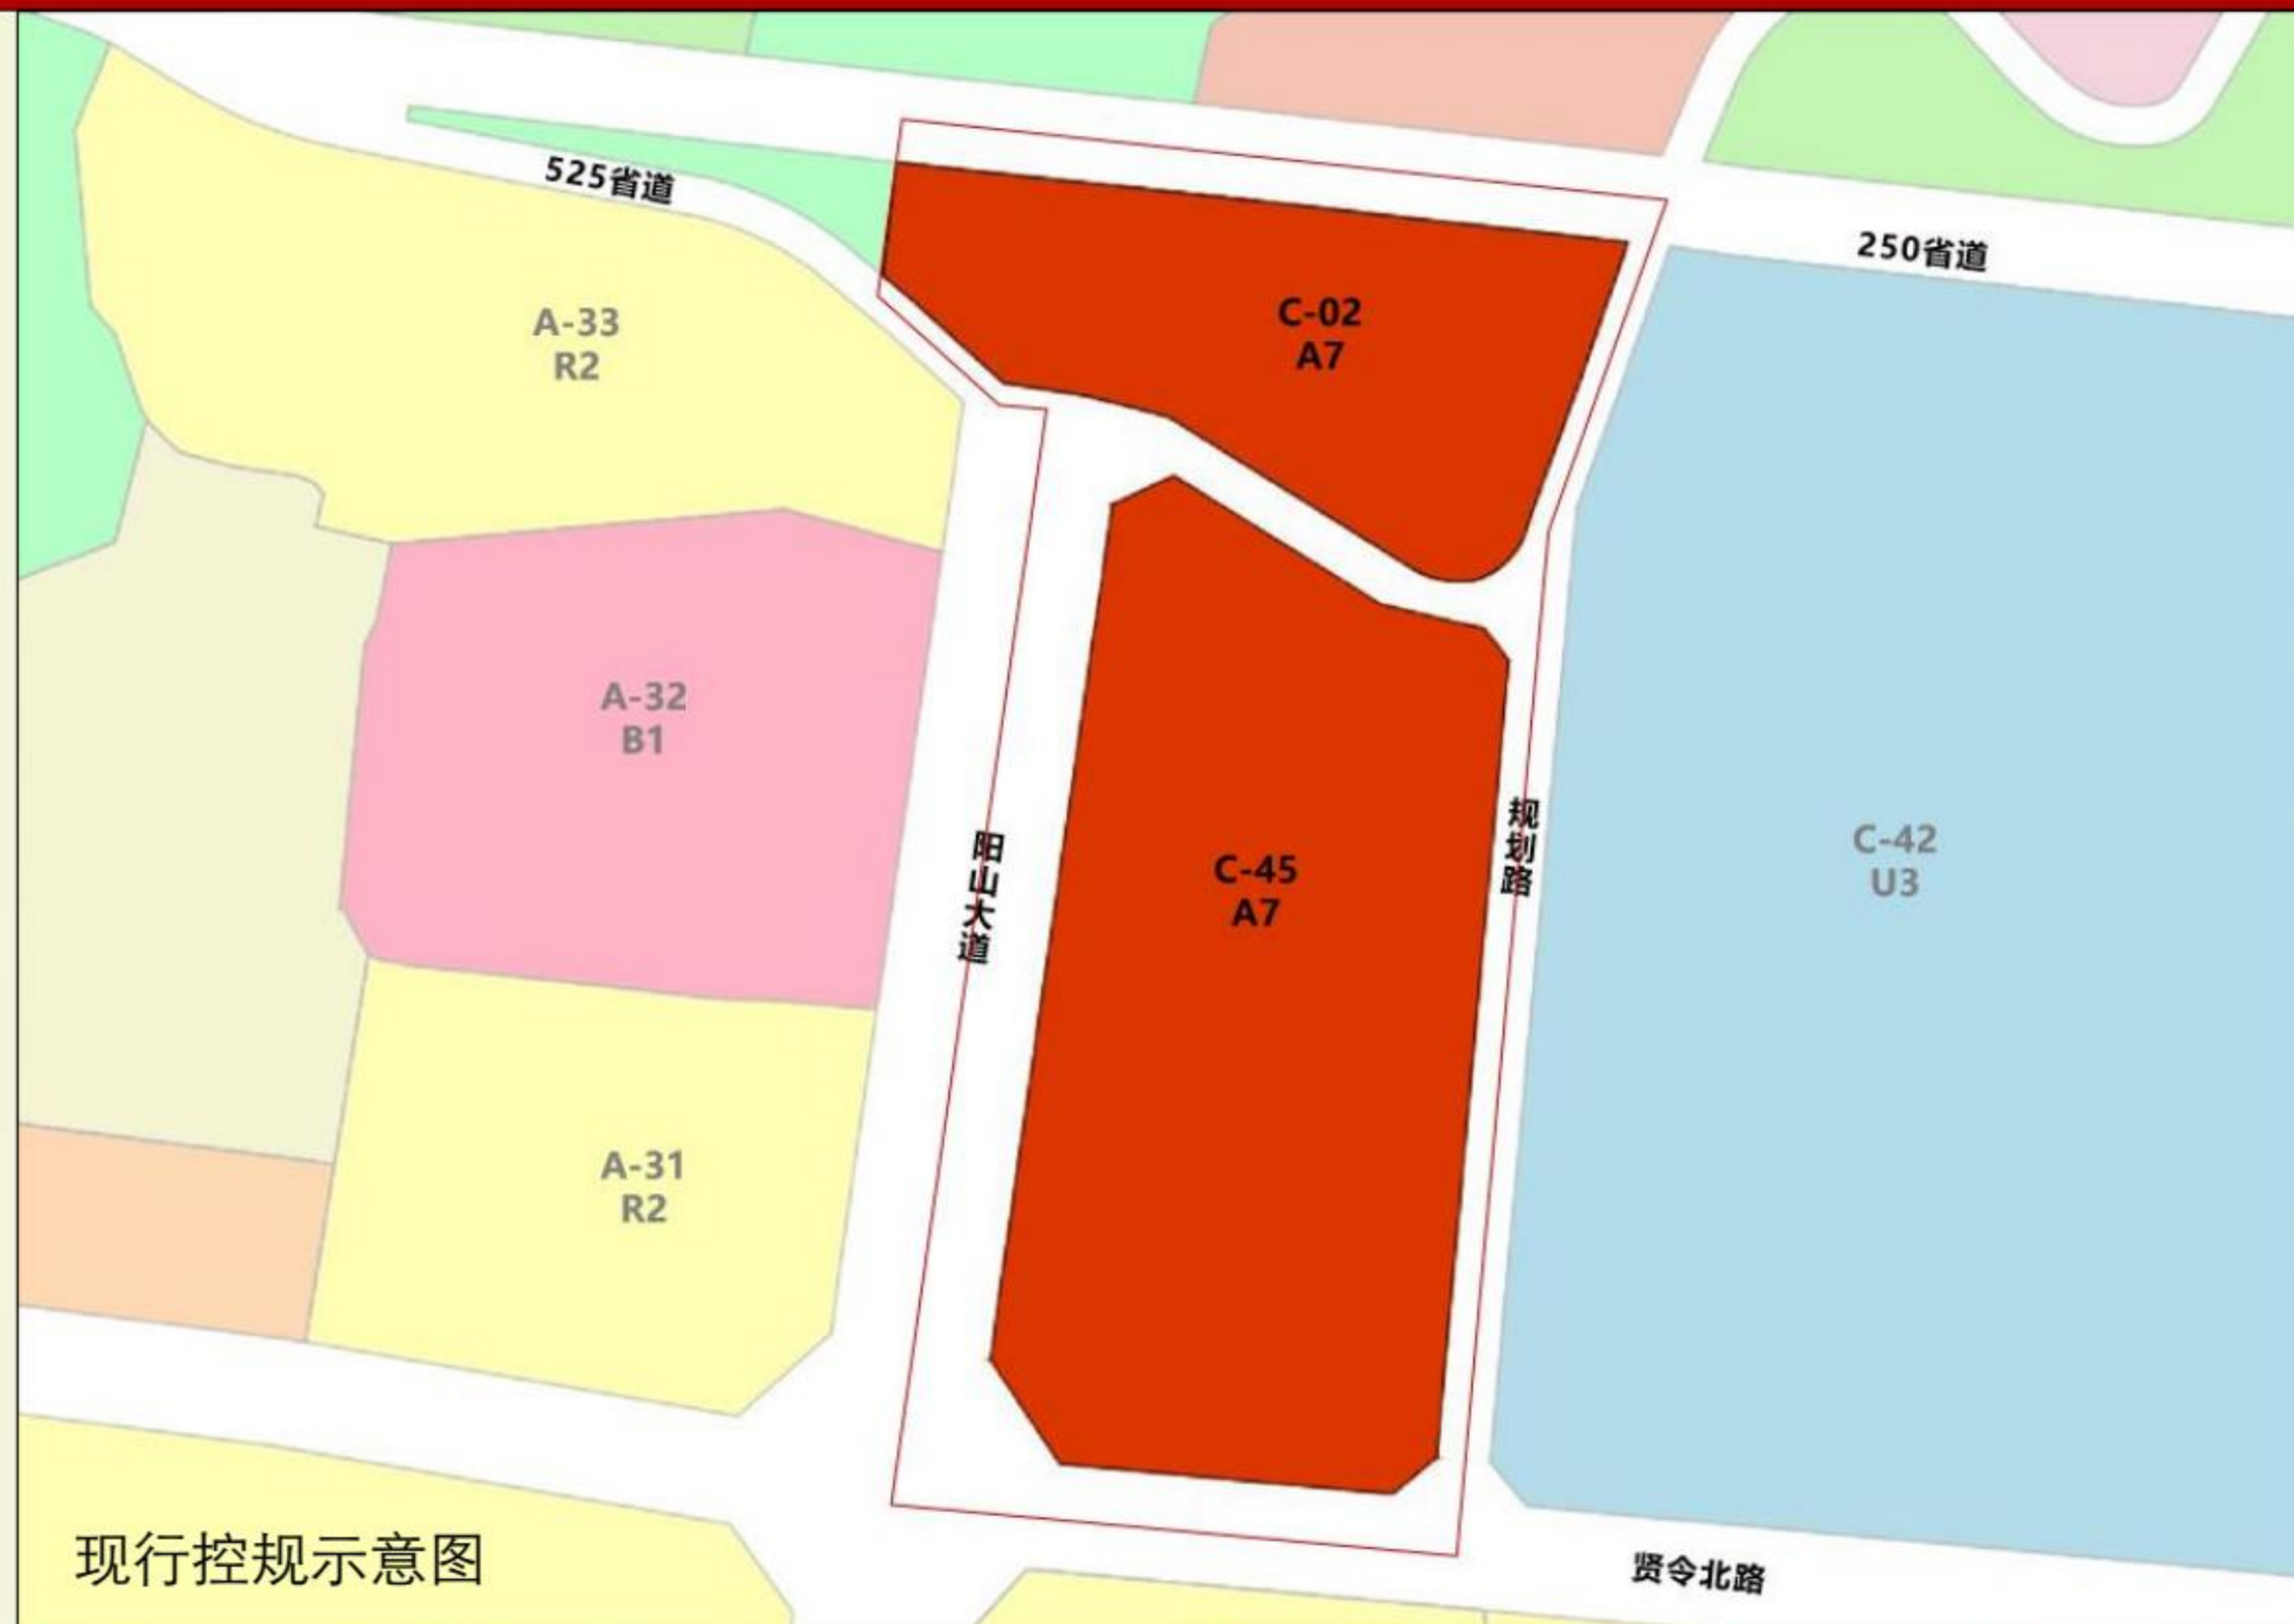 525省道
250省道
C-02
A7
A-33
R2
A-32
B1
阳山大道
规划路
C-45
A7
C-42
U3
A-31
R2
现行控规示意图
贤令北路